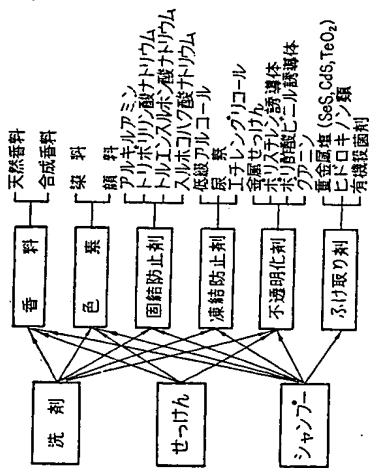 天然香料
合成香料
染料
顔料
アルキルアミン
トリポリリン酸ナトリウム
トルエンスルホン酸ナトリウム
スルホコハク酸ナトリウム
低級アルコール
尿素
エチレングリコール
金属せっけん
ポリスチレン誘導体
ポリ酢酸ビニール誘導体
グアニン
重金属塩 (SeS, CdS, TeO₂)
ヒドロキノン類
有機殺菌剤
香料
色素
固結防止剤
凍結防止剤
不透明化剤
ふけ取り剤
洗剤
せっけん
シャンプー